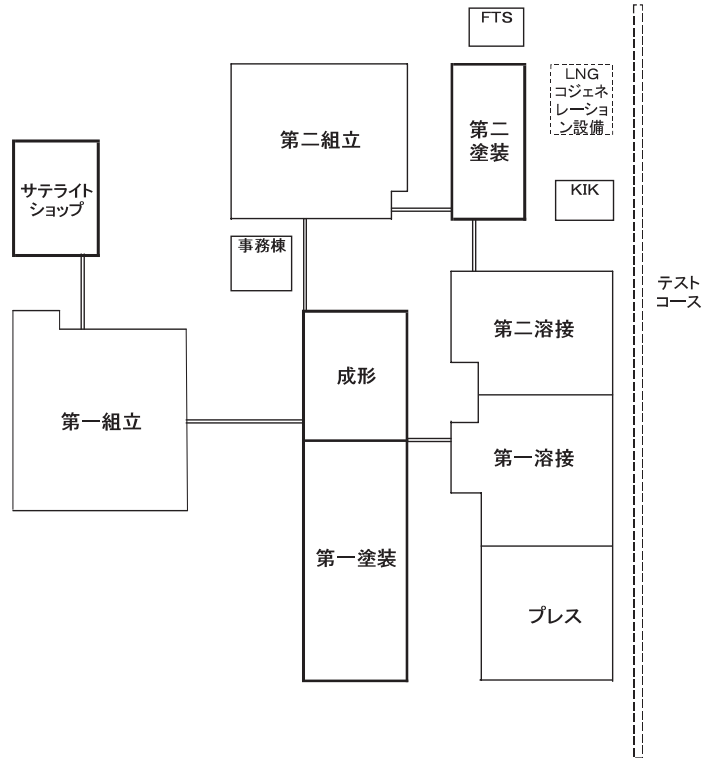 FTS
LNG
コジェネ
レーショ
ン設備
第二組立
第二
塗装
サテライト
ショップ
KIK
事務棟
テスト
コース
第二溶接
成形
第一組立
第一溶接
第一塗装
プレス